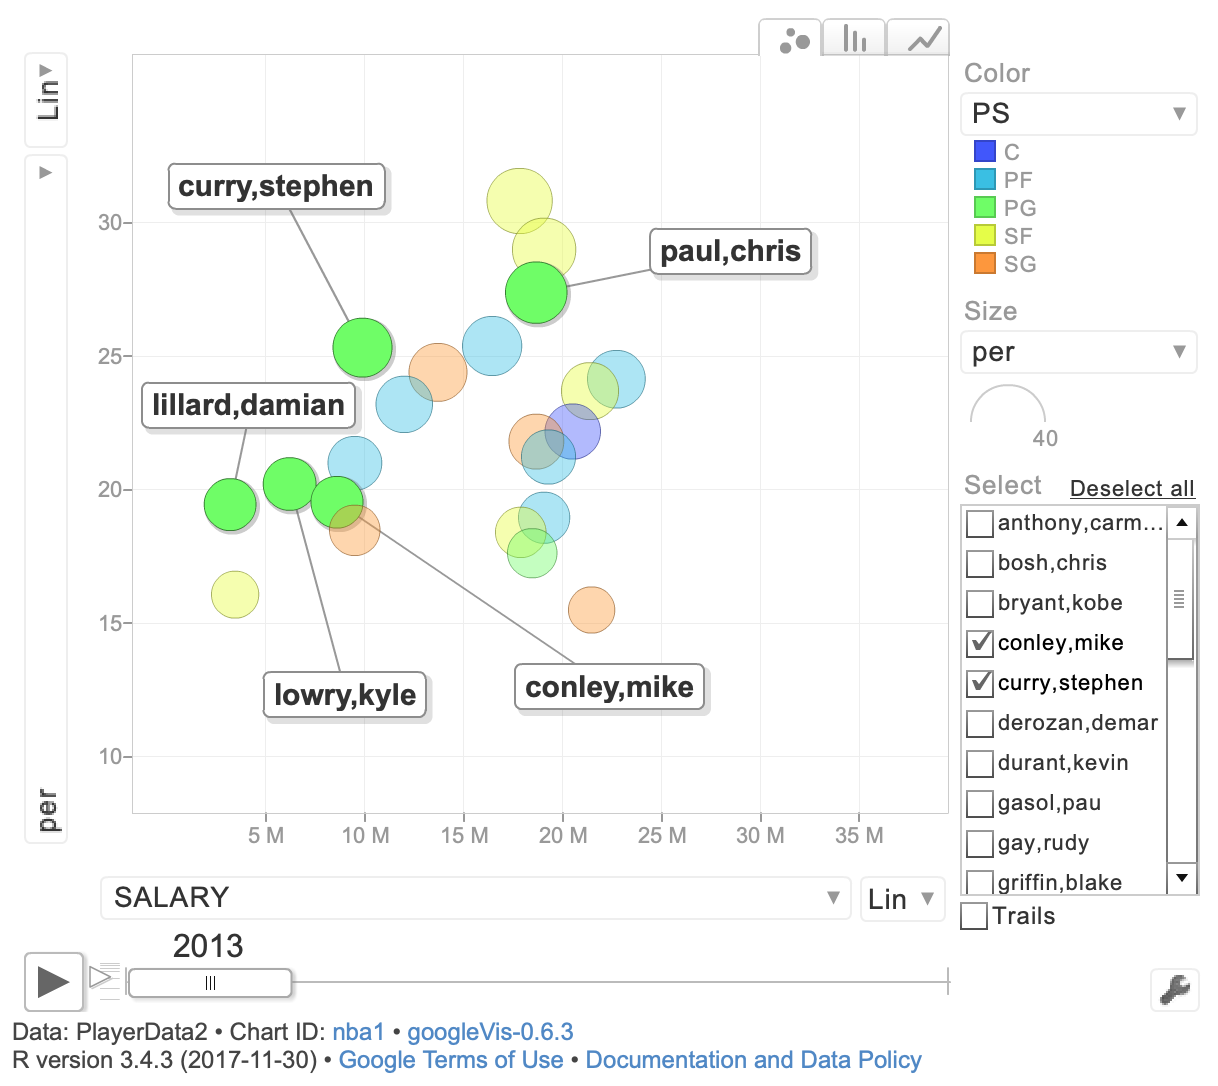 Color
Lin
PS
C
PF
PG
SF
SG
curry,stephen
30
paul,chris
Size
25
per
lillard,damian
40
20
Select Deselect all
anthony,carm...
bosh,chris
bryant,kobe
15
conley,mike
lowry,kyle
conley,mike
curry,stephen
derozan,demar
10
durant,kevin
per
gasol,pau
5 M 10 M 15 M 20 M 25 M 30 M 35 M
gay,rudy
griffin,blake
SALARY Lin
Trails
2013
Data: PlayerData2 • Chart ID: nba1 • googleVis-0.6.3
R version 3.4.3 (2017-11-30) • Google Terms of Use • Documentation and Data Policy